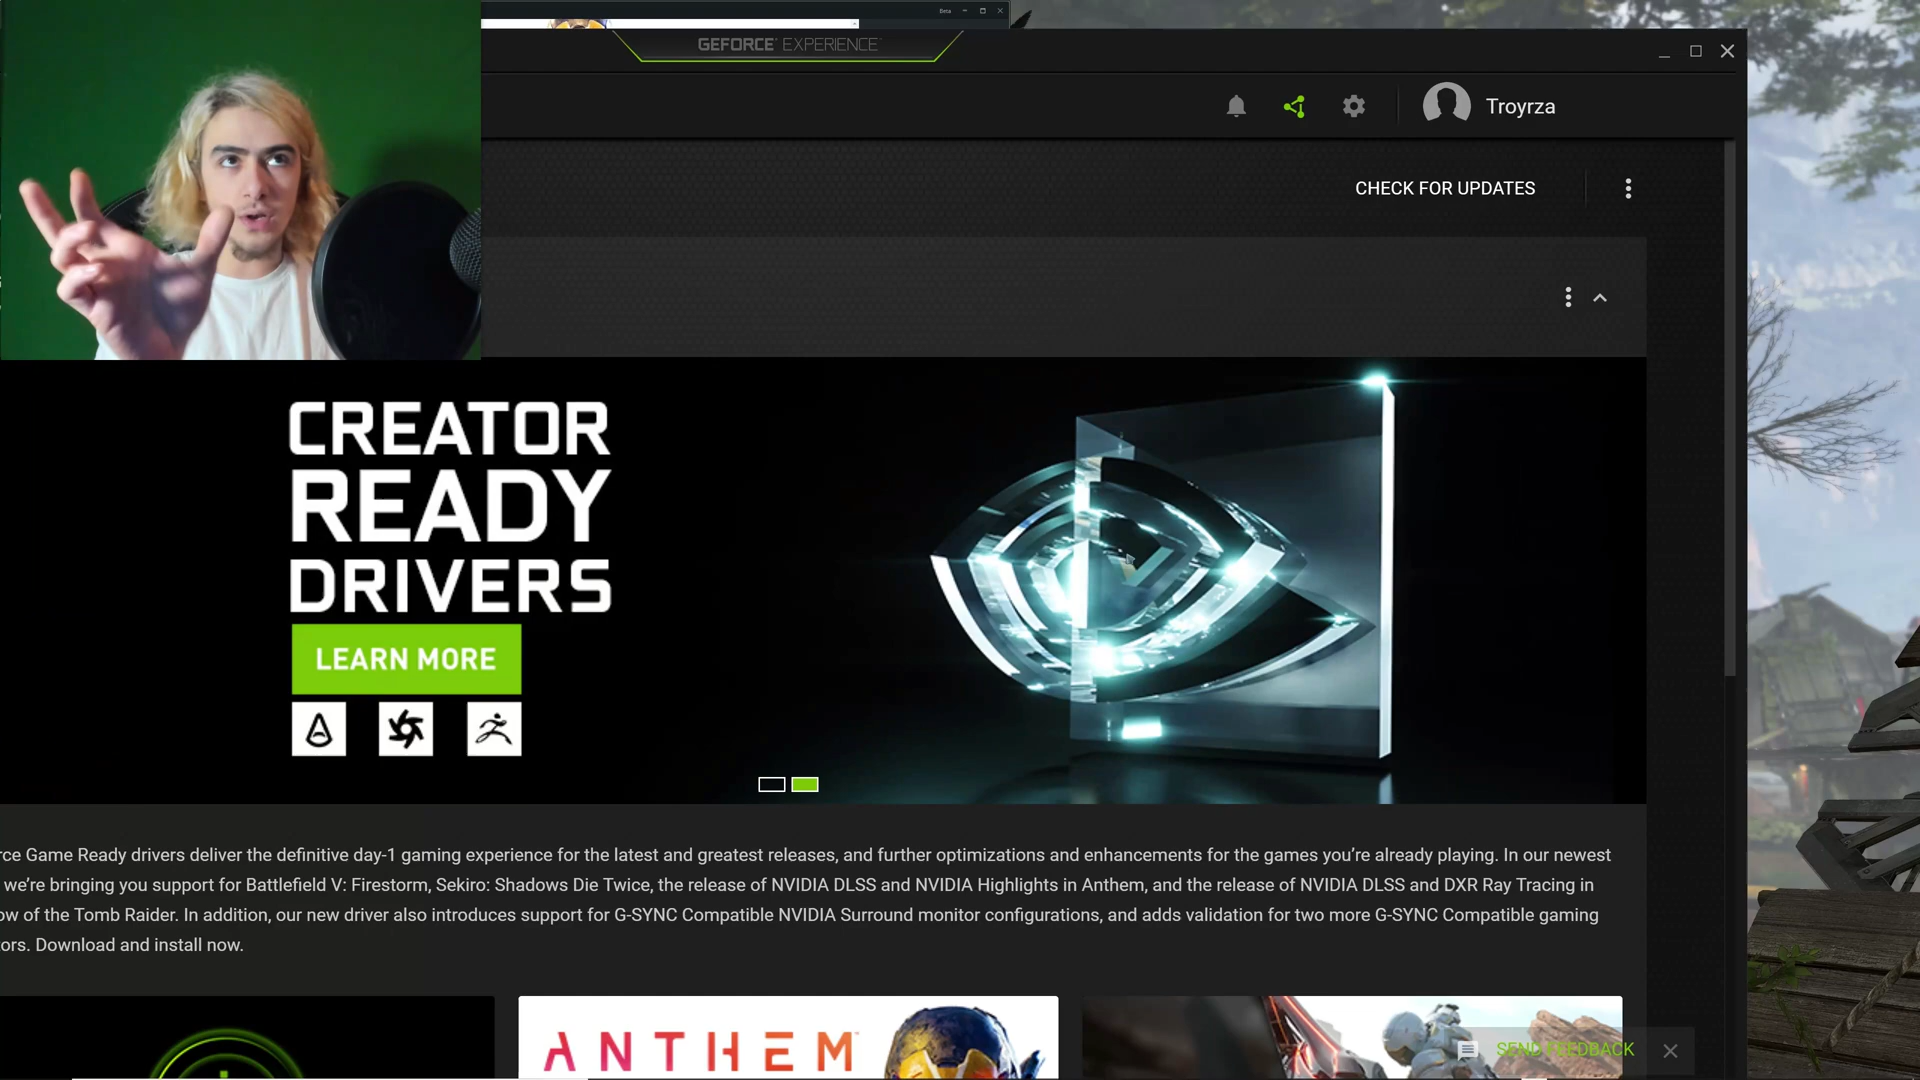 Beta
GEFORCE EXPERIENCE
Troyrza
CHECK FOR UPDATES
CREATOR
READY
DRIVERS
LEARN MORE
rce Game Ready drivers deliver the definitive day-1 gaming experience for the latest and greatest releases, and further optimizations and enhancements for the games you’re already playing. In our newest
we’re bringing you support for Battlefield V: Firestorm, Sekiro: Shadows Die Twice, the release of NVIDIA DLSS and NVIDIA Highlights in Anthem, and the release of NVIDIA DLSS and DXR Ray Tracing in
ow of the Tomb Raider. In addition, our new driver also introduces support for G-SYNC Compatible NVIDIA Surround monitor configurations, and adds validation for two more G-SYNC Compatible gaming
ors. Download and install now.
ANTHEM
SEND FEEDBACK